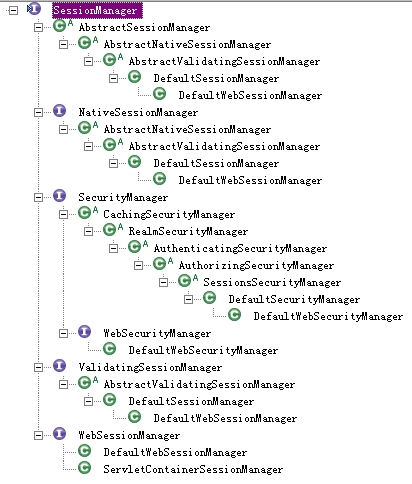 SessionManager
AbstractSessionManager
AbstractNativeSessionManager
AbstractValidatingSessionManager
DefaultSessionManager
DefaultWebSessionManager
NativeSessionManager
AbstractNativeSessionManager
AbstractValidatingSessionManager
DefaultSessionManager
DefaultWebSessionManager
SecurityManager
CachingSecurityManager
RealmSecurityManager
AuthenticatingSecurityManager
AuthorizingSecurityManager
SessionsSecurityManager
DefaultSecurityManager
DefaultWebSecurityManager
WebSecurityManager
DefaultWebSecurityManager
ValidatingSessionManager
AbstractValidatingSessionManager
DefaultSessionManager
DefaultWebSessionManager
WebSessionManager
DefaultWebSessionManager
ServletContainerSessionManager